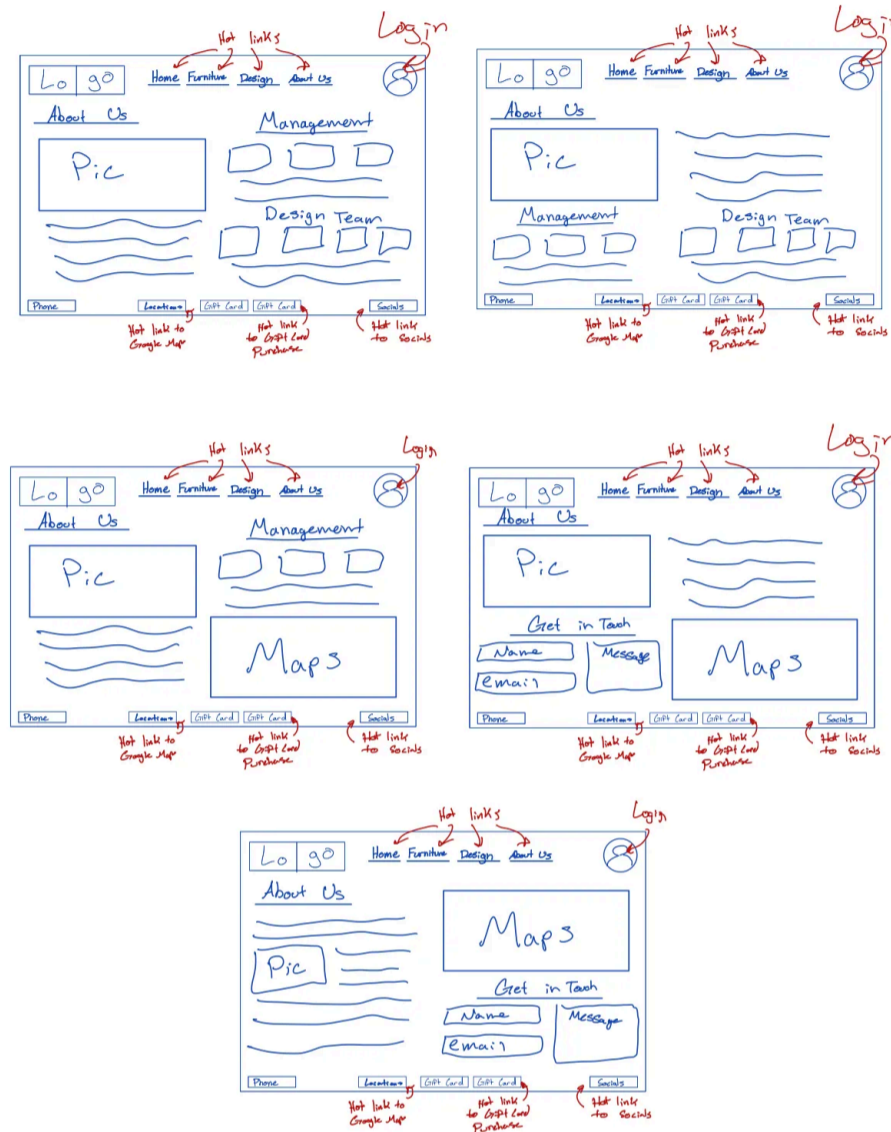 Hot links
Login
Lo go
Home Furniture Design About Us
About Us
Management
Pic
Design Team
Phone
Locations
Gift Card
Gift Card
Socials
Hot link to
Google Map
Hot link
to Gift Card
Purchase
Hot link
to Socials
Hot links
Login
Lo go
Home Furniture Design About Us
About Us
Pic
Management
Design Team
Phone
Locations
Gift Card
Gift Card
Socials
Hot link to
Google Map
Hot link
to Gift Card
Purchase
Hot link
to Socials
Hot links
Login
Lo go
Home Furniture Design About Us
About Us
Management
Pic
Maps
Phone
Locations
Gift Card
Gift Card
Socials
Hot link to
Google Map
Hot link
to Gift Card
Purchase
Hot link
to Socials
Hot links
Login
Lo go
Home Furniture Design About Us
About Us
Pic
Get in Touch
Name
Message
email
Maps
Phone
Locations
Gift Card
Gift Card
Socials
Hot link to
Google Map
Hot link
to Gift Card
Purchase
Hot link
to Socials
Hot links
Login
Lo go
Home Furniture Design About Us
About Us
Maps
Pic
Get in Touch
Name
Message
email
Phone
Locations
Gift Card
Gift Card
Socials
Hot link to
Google Map
Hot link
to Gift Card
Purchase
Hot link
to Socials